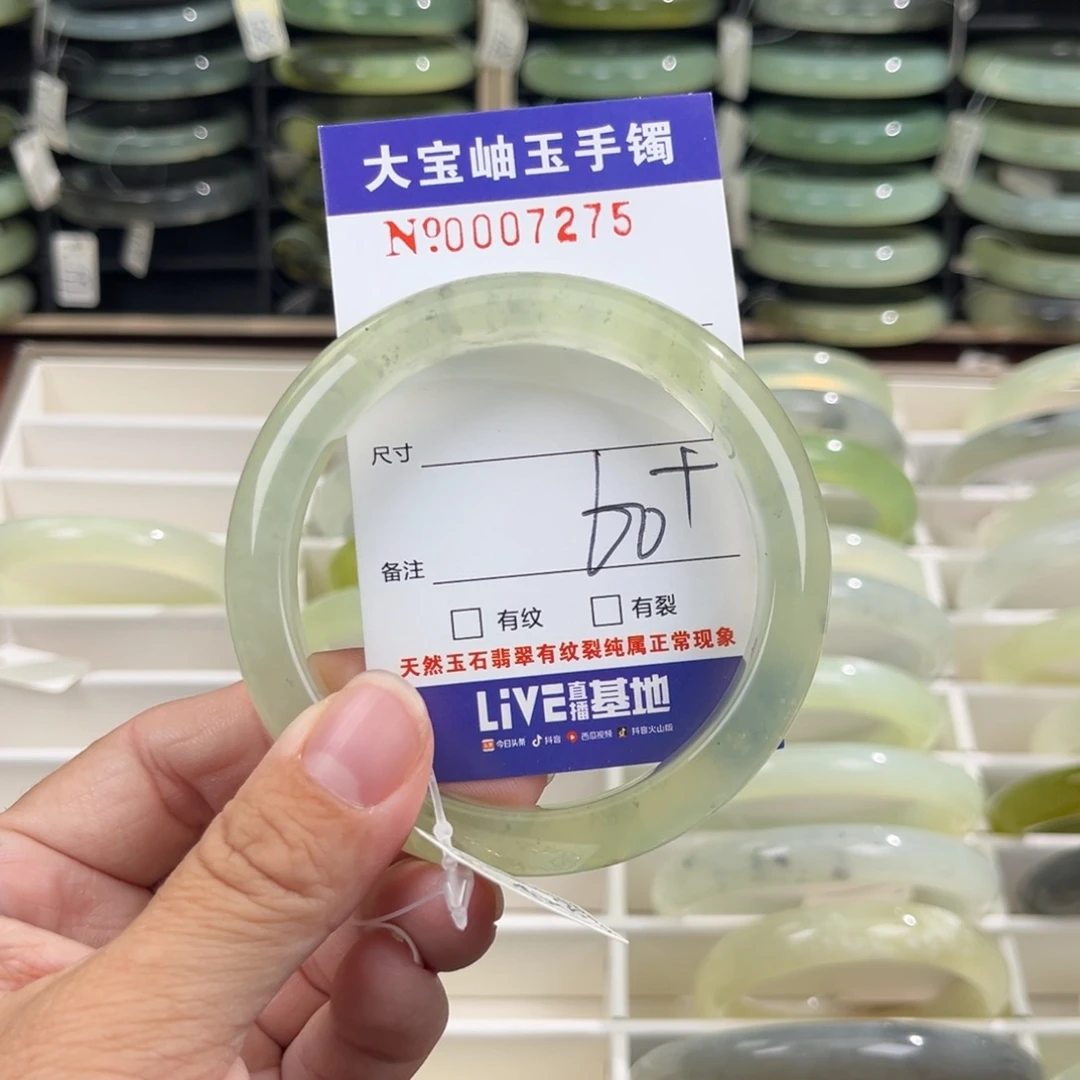 大宝岫玉手镯
Nº0007275
尺寸
备注
有纹 有裂
天然玉石翡翠有纹裂纯属正常现象
LiVE直播基地
今日头条 抖音 西瓜视频 抖音火山版